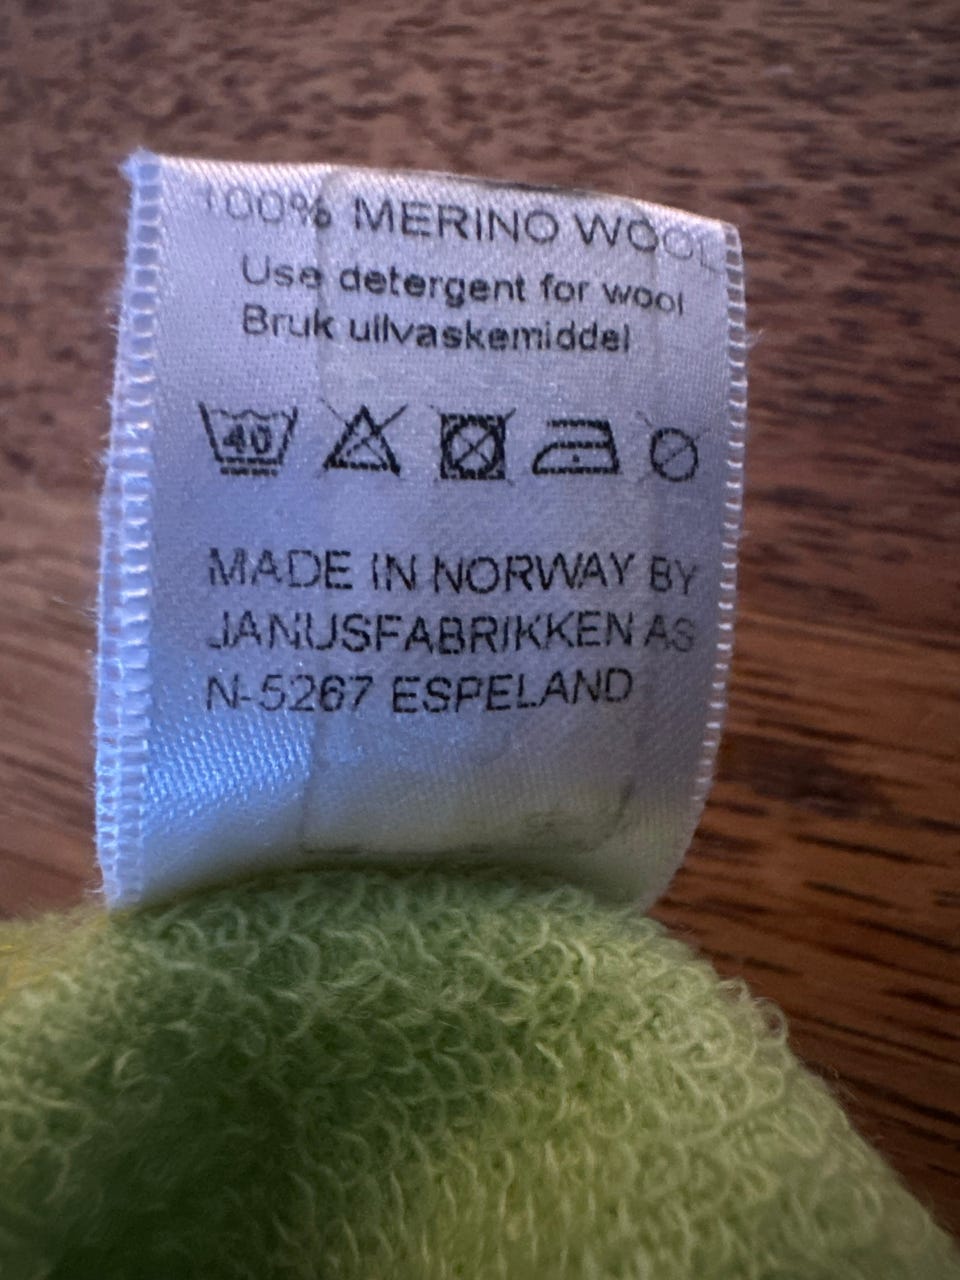 100% MERINO WOOL
Use detergent for wool
Bruk ullvaskemiddel
40
MADE IN NORWAY BY
JANUSFABRIKKEN AS
N-5267 ESPELAND